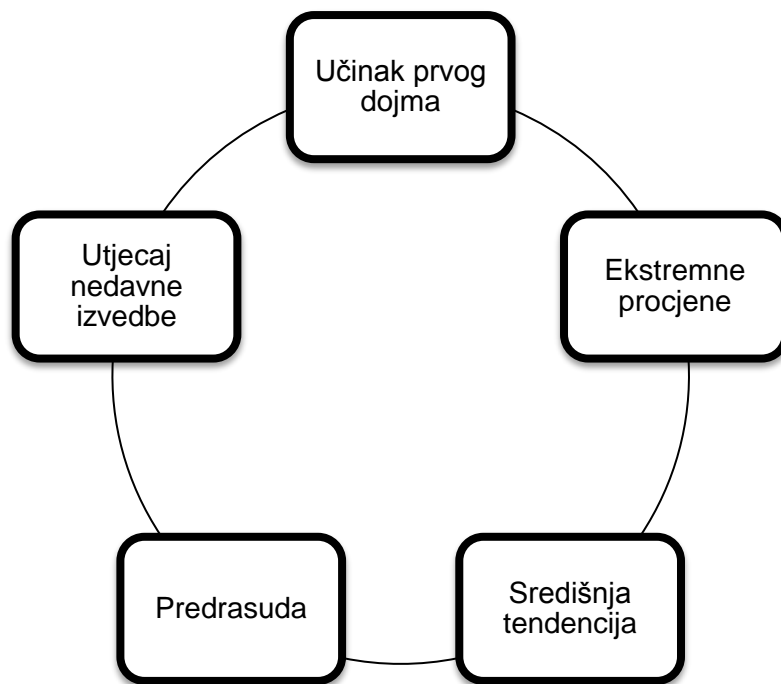 Učinak prvog
dojma
Ekstremne
procjene
Središnja
tendencija
Predrasuda
Utjecaj
nedavne
izvedbe